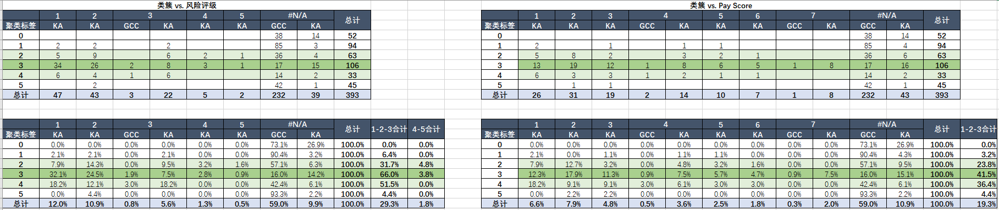 类簇 vs. 风险评级
1 2 3 4 5 #N/A 总计
聚类标签 KA KA GCC KA KA KA GCC KA
0 38 14 52
1 2 2 2 85 3 94
2 5 9 6 2 1 36 4 63
3 34 26 2 8 3 1 17 15 106
4 6 4 1 6 14 2 33
5 2 42 1 45
总计 47 43 3 22 5 2 232 39 393
类簇 vs. Pay Score
1 2 3 4 5 6 7 #N/A 总计
聚类标签 KA KA KA GCC KA KA KA GCC KA GCC KA
0 38 14 52
1 2 1 1 1 85 4 94
2 5 8 2 3 2 1 36 6 63
3 13 19 12 1 8 6 5 1 8 17 16 106
4 6 3 3 1 2 1 1 14 2 33
5 1 1 42 1 45
总计 26 31 19 2 14 10 7 1 8 232 43 393
1 2 3 4 5 #N/A 总计 1-2-3合计 4-5合计
聚类标签 KA KA GCC KA KA KA GCC KA
0 0.0% 0.0% 0.0% 0.0% 0.0% 0.0% 73.1% 26.9% 100.0% 0.0% 0.0%
1 2.1% 2.1% 0.0% 2.1% 0.0% 0.0% 90.4% 3.2% 100.0% 6.4% 0.0%
2 7.9% 14.3% 0.0% 9.5% 3.2% 1.6% 57.1% 6.3% 100.0% 31.7% 4.8%
3 32.1% 24.5% 1.9% 7.5% 2.8% 0.9% 16.0% 14.2% 100.0% 66.0% 3.8%
4 18.2% 12.1% 3.0% 18.2% 0.0% 0.0% 42.4% 6.1% 100.0% 51.5% 0.0%
5 0.0% 4.4% 0.0% 0.0% 0.0% 0.0% 93.3% 2.2% 100.0% 4.4% 0.0%
总计 12.0% 10.9% 0.8% 5.6% 1.3% 0.5% 59.0% 9.9% 100.0% 29.3% 1.8%
1 2 3 4 5 6 7 #N/A 总计 1-2-3合计
聚类标签 KA KA KA GCC KA KA KA GCC KA GCC KA
0 0.0% 0.0% 0.0% 0.0% 0.0% 0.0% 0.0% 0.0% 0.0% 73.1% 26.9% 100.0% 0.0%
1 2.1% 0.0% 1.1% 0.0% 1.1% 1.1% 0.0% 0.0% 0.0% 90.4% 4.3% 100.0% 3.2%
2 7.9% 12.7% 3.2% 0.0% 4.8% 3.2% 1.6% 0.0% 0.0% 57.1% 9.5% 100.0% 23.8%
3 12.3% 17.9% 11.3% 0.9% 7.5% 5.7% 4.7% 0.9% 7.5% 16.0% 15.1% 100.0% 41.5%
4 18.2% 9.1% 9.1% 3.0% 6.1% 3.0% 3.0% 0.0% 0.0% 42.4% 6.1% 100.0% 36.4%
5 0.0% 2.2% 2.2% 0.0% 0.0% 0.0% 0.0% 0.0% 0.0% 93.3% 2.2% 100.0% 4.4%
总计 6.6% 7.9% 4.8% 0.5% 3.6% 2.5% 1.8% 0.3% 2.0% 59.0% 10.9% 100.0% 19.3%